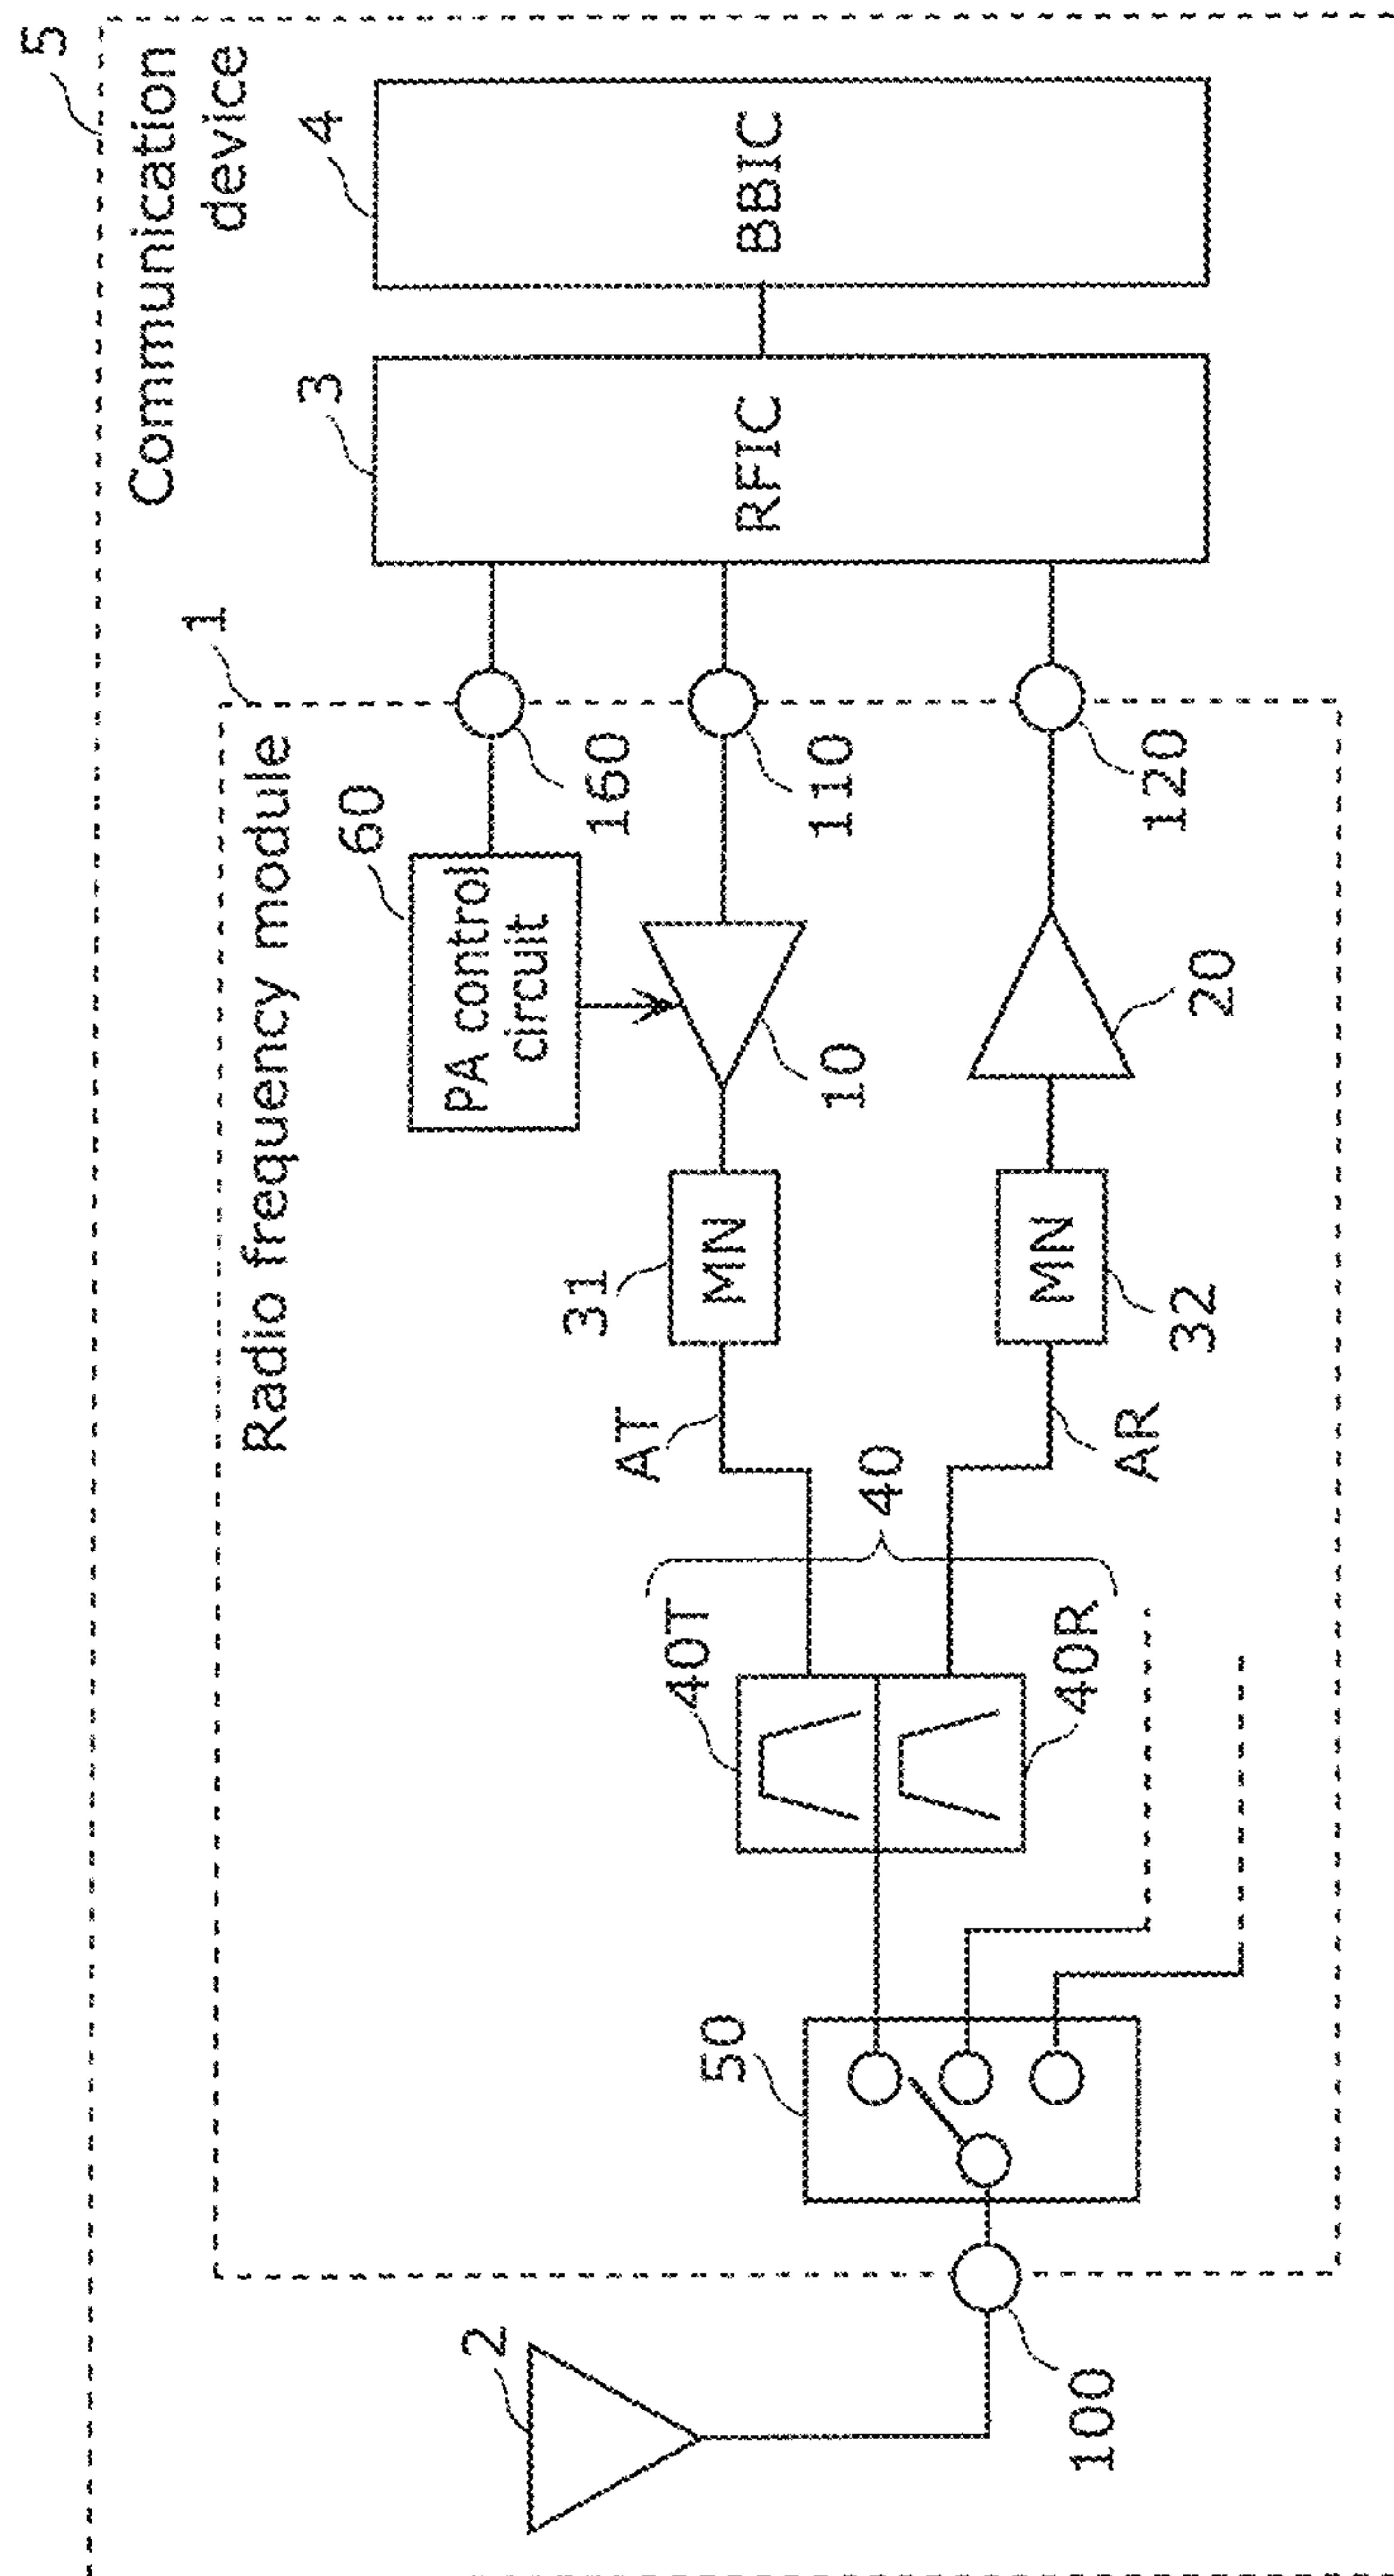 5
Communication
device
1
Radio frequency module
3
4
60
PA control
circuit
160
2
31
AT
MN
10
110
RFIC
BBIC
40T
40
50
40R
AR
MN
32
20
120
100